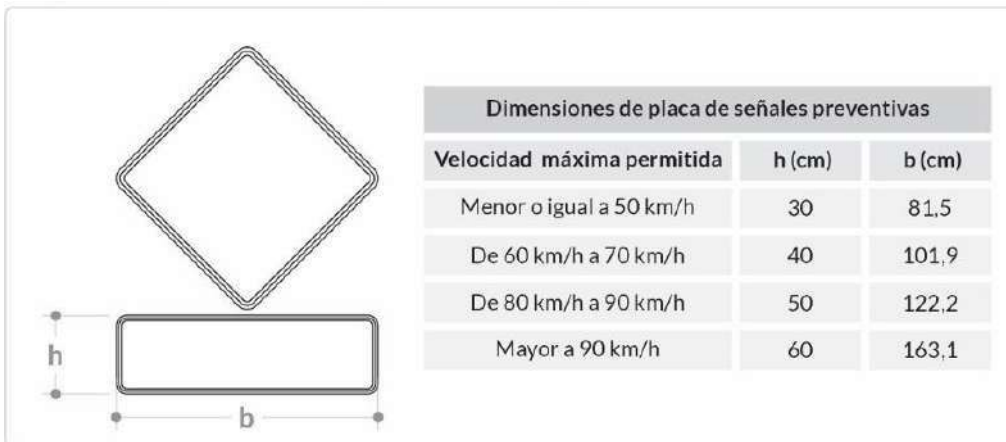 Dimensiones de placa de señales preventivas
Velocidad máxima permitida h (cm) b (cm)
Menor o igual a 50 km/h 30 81,5
De 60 km/h a 70 km/h 40 101,9
De 80 km/h a 90 km/h 50 122,2
Mayor a 90 km/h 60 163,1
h
b